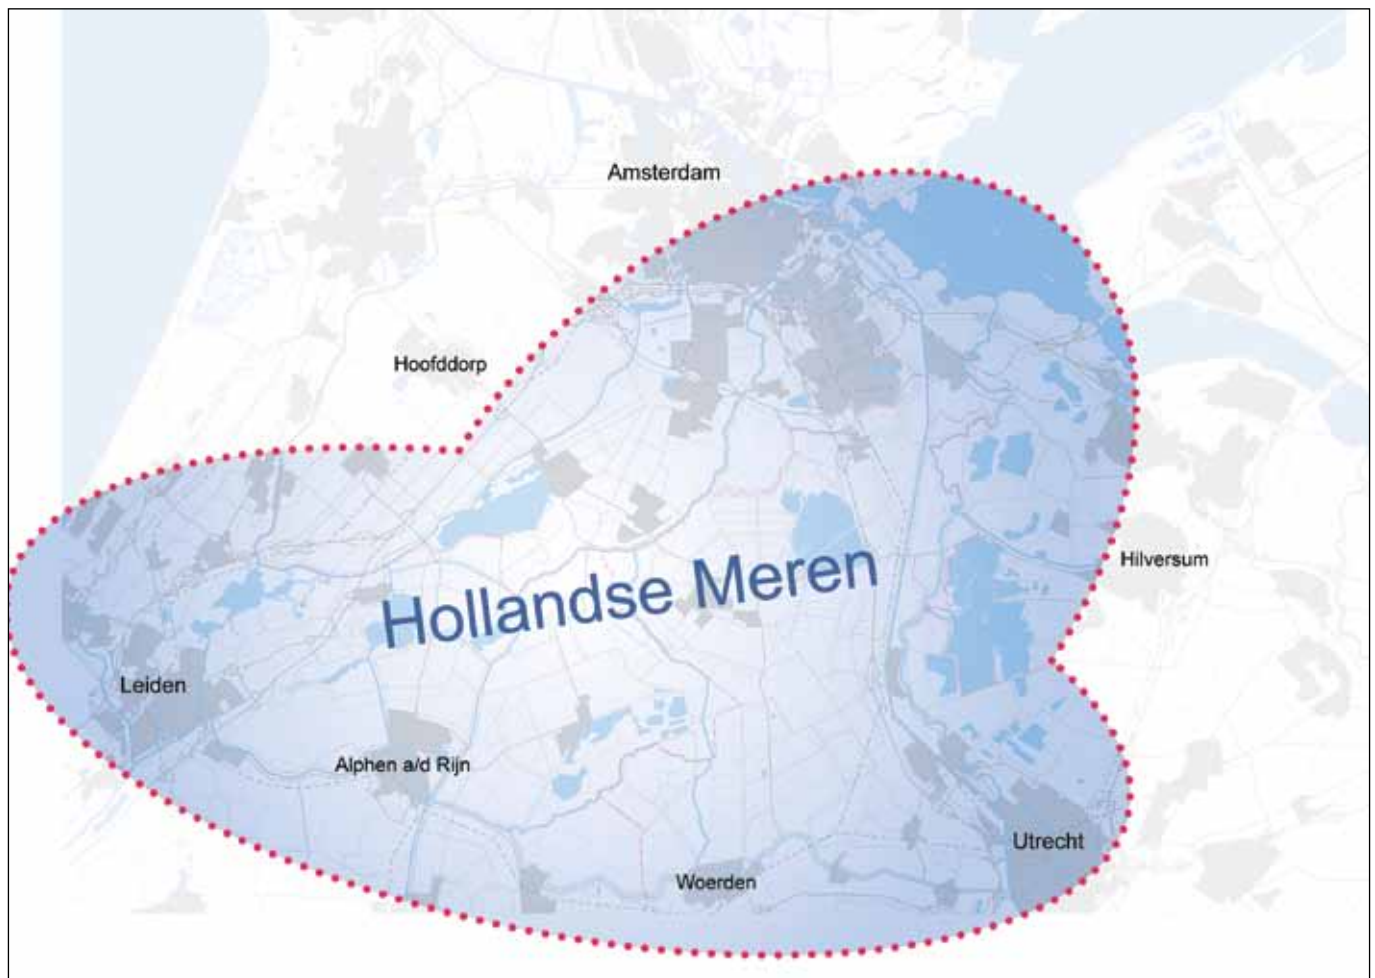 Amsterdam
Hoofddorp
Hollandse Meren
Hilversum
Leiden
Alphen a/d Rijn
Utrecht
Woerden